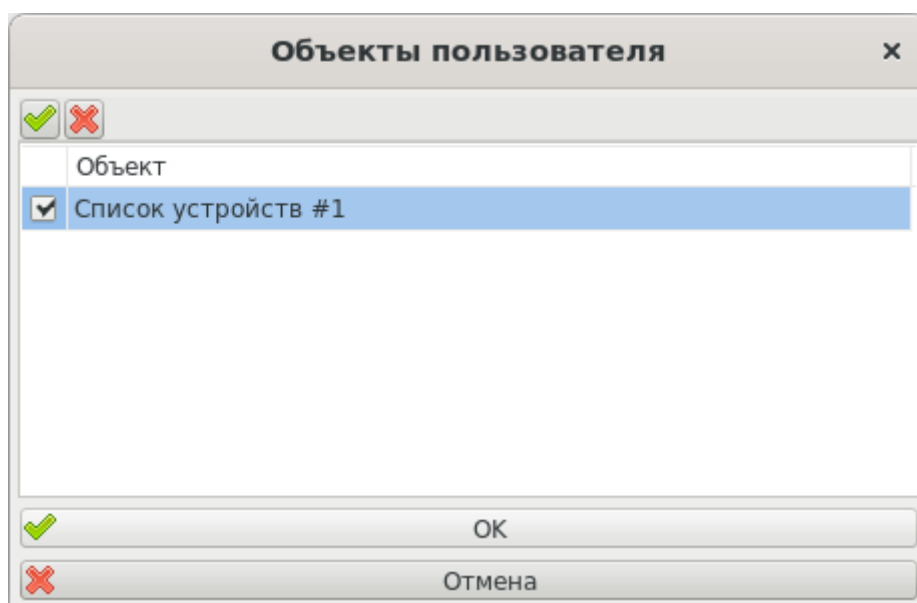 Объекты пользователя
Объект
Список устройств #1
OK
Отмена